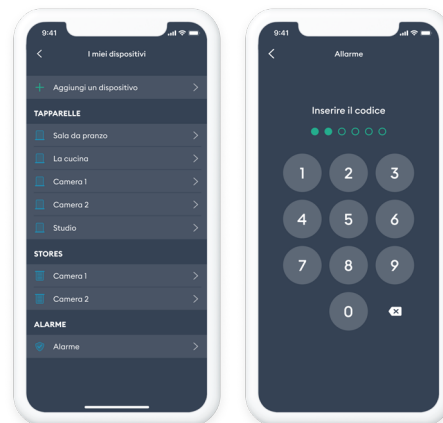 9:41
I miei dispositivi
Aggiungi un dispositivo
TAPPARELLE
Sala da pranzo
La cucina
Camera 1
Camera 2
Studio
STORES
Camera 1
Camera 2
ALARME
Alarme
9:41
Allarme
Inserire il codice
1 2 3
4 5 6
7 8 9
0